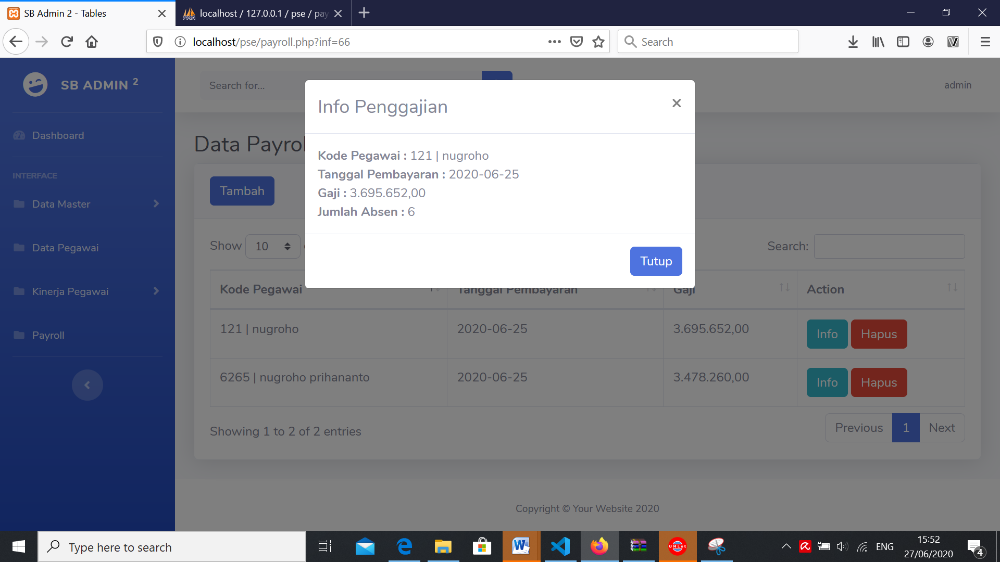 SB Admin 2 - Tables
localhost / 127.0.0.1 / pse / pay
localhost/pse/payroll.php?inf=66
Search
SB ADMIN 2
Search for...
admin
Dashboard
INTERFACE
Data Master
Data Pegawai
Kinerja Pegawai
Payroll
Info Penggajian
Kode Pegawai : 121 | nugroho
Tanggal Pembayaran : 2020-06-25
Gaji : 3.695.652,00
Jumlah Absen : 6
Tutup
Data Payrol
Tambah
Show 10
Search:
Kode Pegawai Tanggal Pembayaran Gaji Action
121 | nugroho 2020-06-25 3.695.652,00 Info Hapus
6265 | nugroho prihananto 2020-06-25 3.478.260,00 Info Hapus
Showing 1 to 2 of 2 entries
Previous 1 Next
Copyright © Your Website 2020
Type here to search
UMLet
ENG
15:52
27/06/2020
4